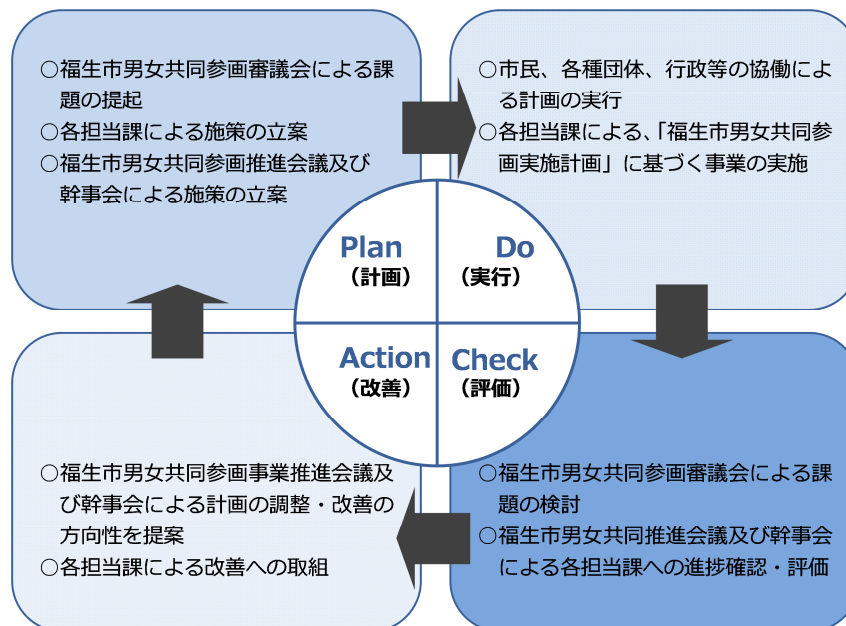 ○福生市男女共同参画審議会による課
題の提起
○各担当課による施策の立案
○福生市男女共同参画推進会議及び
幹事会による施策の立案
○市民、各種団体、行政等の協働によ
る計画の実行
○各担当課による、「福生市男女共同参
画実施計画」に基づく事業の実施
Plan
(計画)
Do
(実行)
Action
(改善)
Check
(評価)
○福生市男女共同参画事業推進会議及
び幹事会による計画の調整・改善の
方向性を提案
○各担当課による改善への取組
○福生市男女共同参画審議会による課
題の検討
○福生市男女共同推進会議及び幹事会
による各担当課への進捗確認・評価